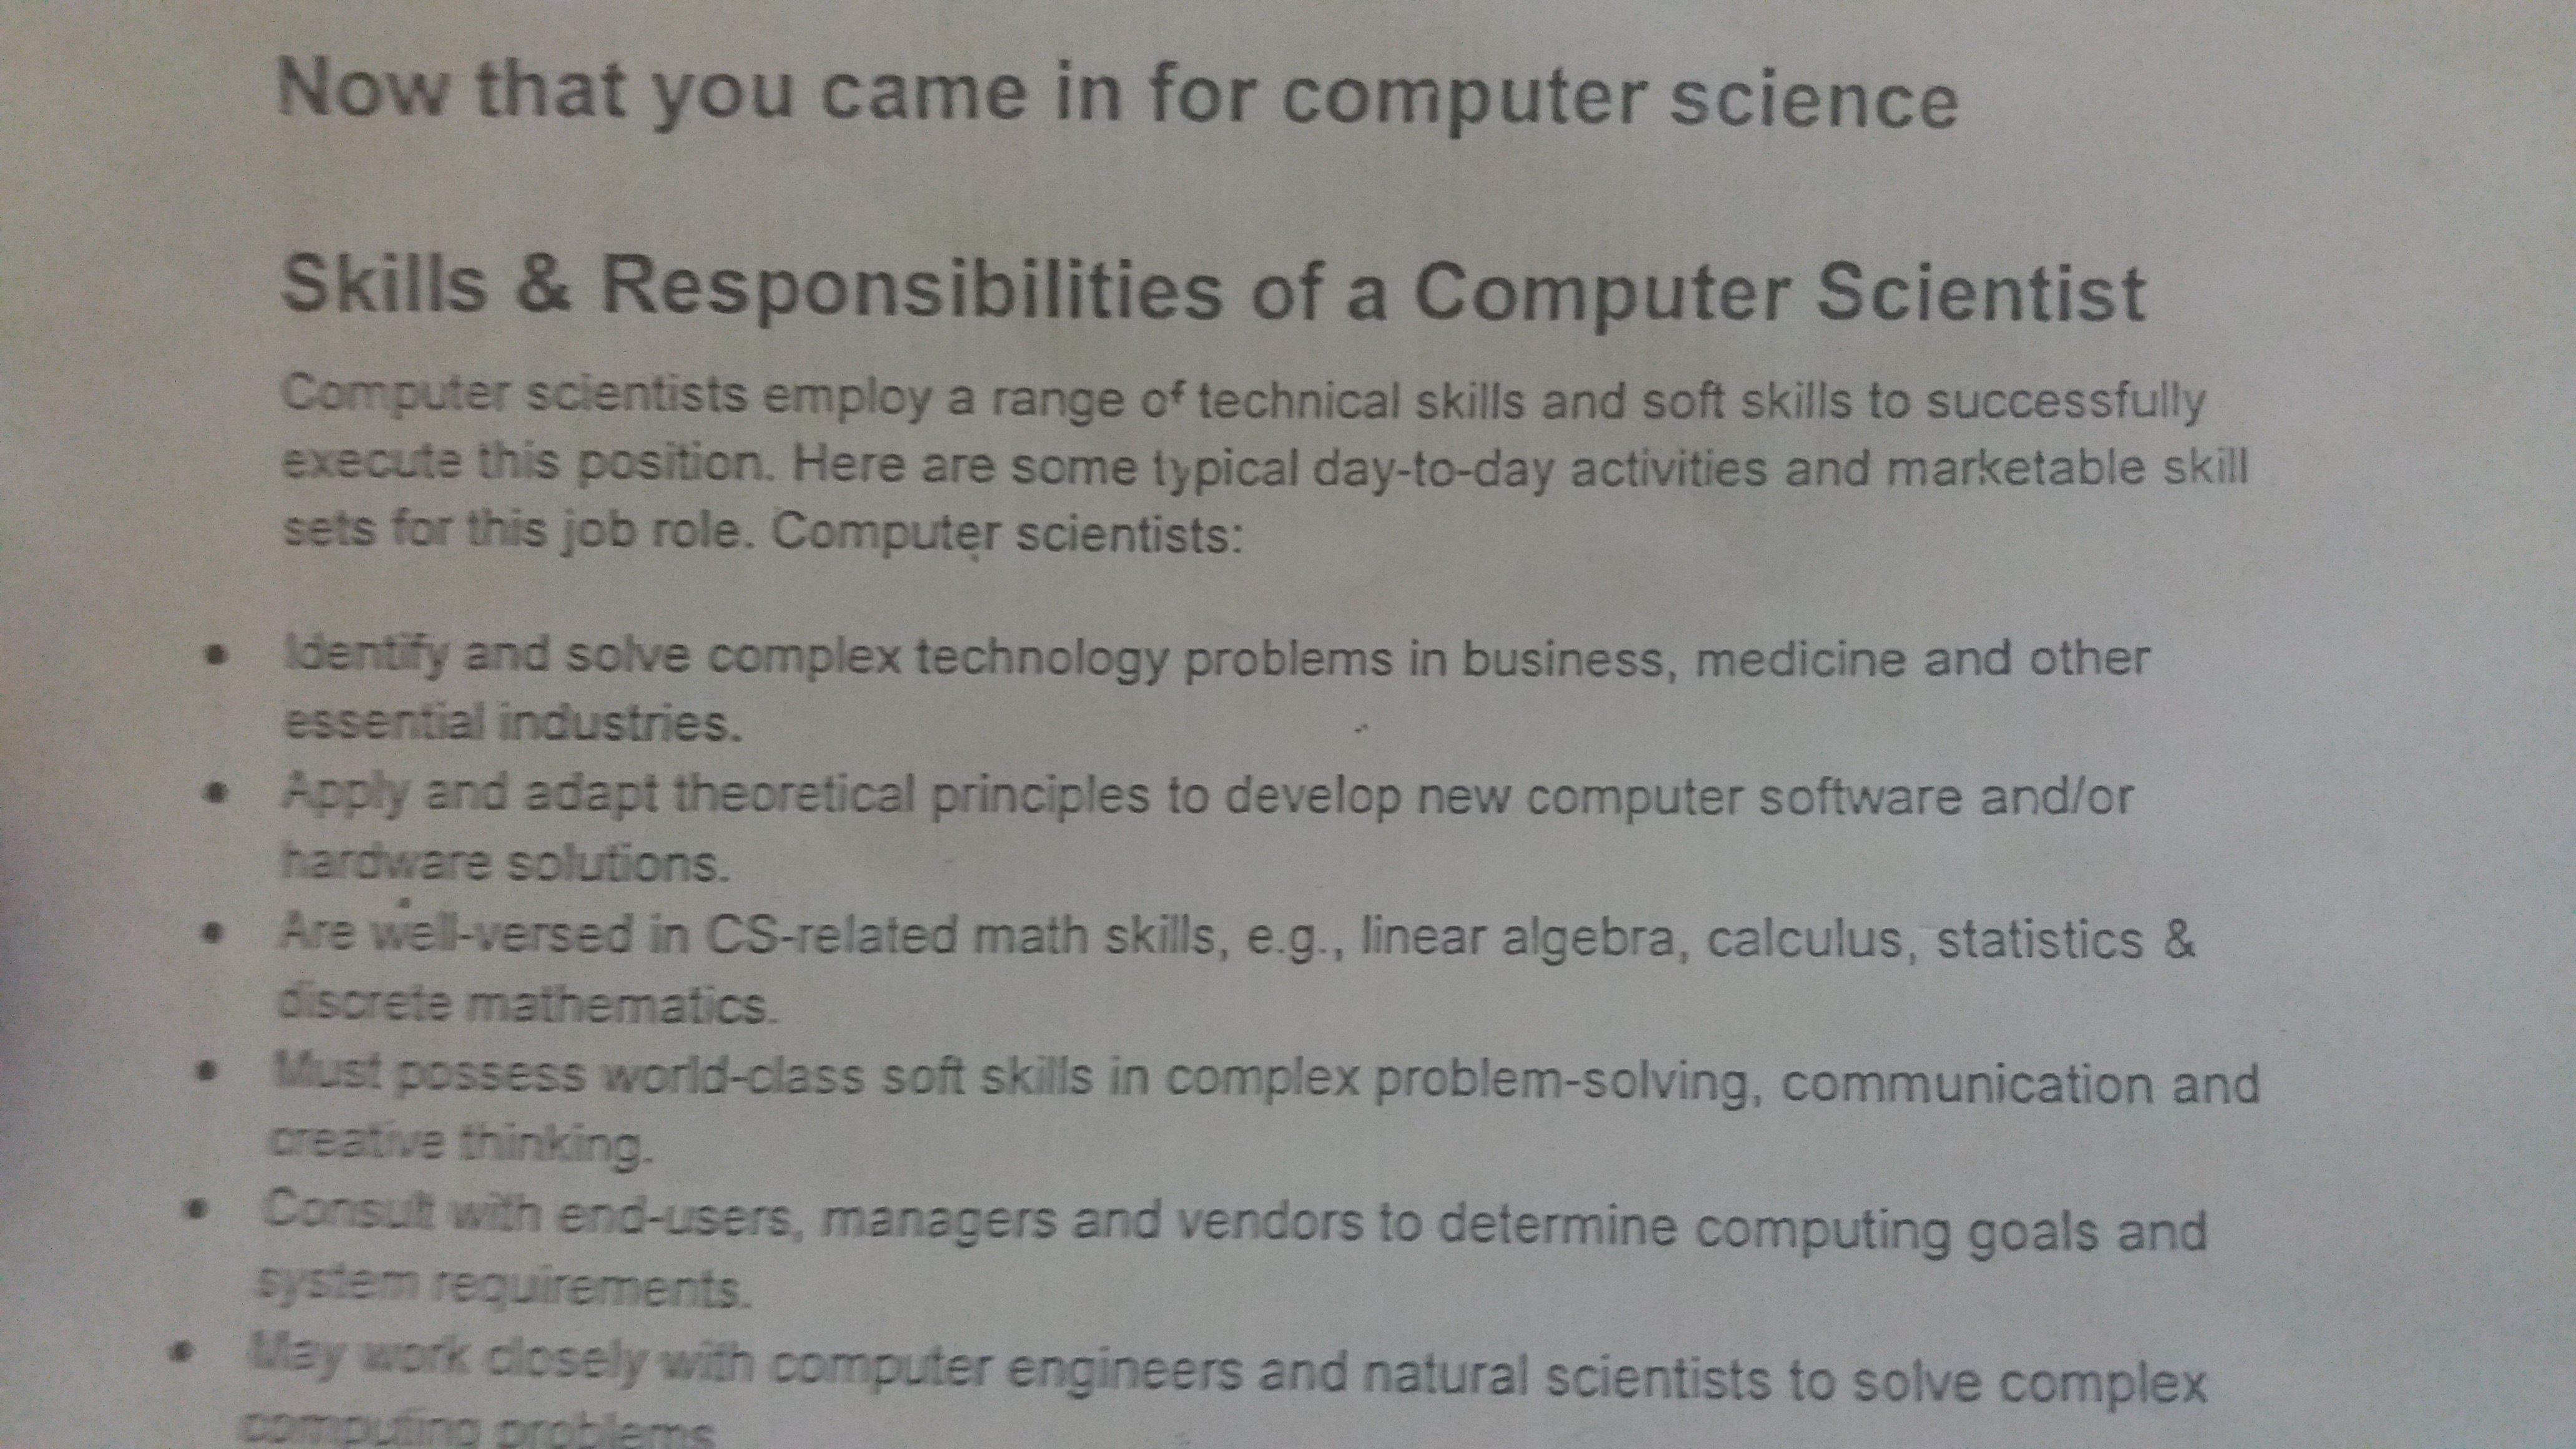 Now that you came in for computer science
Skills & Responsibilities of a Computer Scientist
Computer scientists employ a range of technical skills and soft skills to successfully
execute this position. Here are some typical day-to-day activities and marketable skill
sets for this job role. Computer scientists:
• Identify and solve complex technology problems in business, medicine and other
essential industries.
• Apply and adapt theoretical principles to develop new computer software and/or
hardware solutions.
• Are well-versed in CS-related math skills, e.g., linear algebra, calculus, statistics &
discrete mathematics.
• Must possess world-class soft skills in complex problem-solving, communication and
creative thinking.
• Consult with end-users, managers and vendors to determine computing goals and
system requirements.
• May work closely with computer engineers and natural scientists to solve complex
computing problems